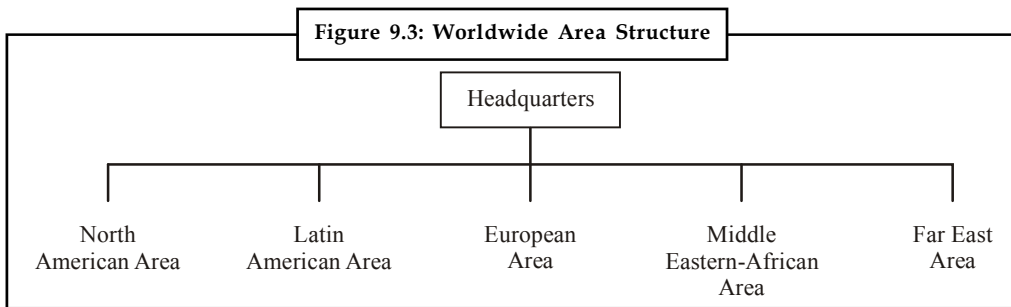 Figure 9.3: Worldwide Area Structure
Headquarters
North
American Area
Latin
American Area
European
Area
Middle
Eastern-African
Area
Far East
Area